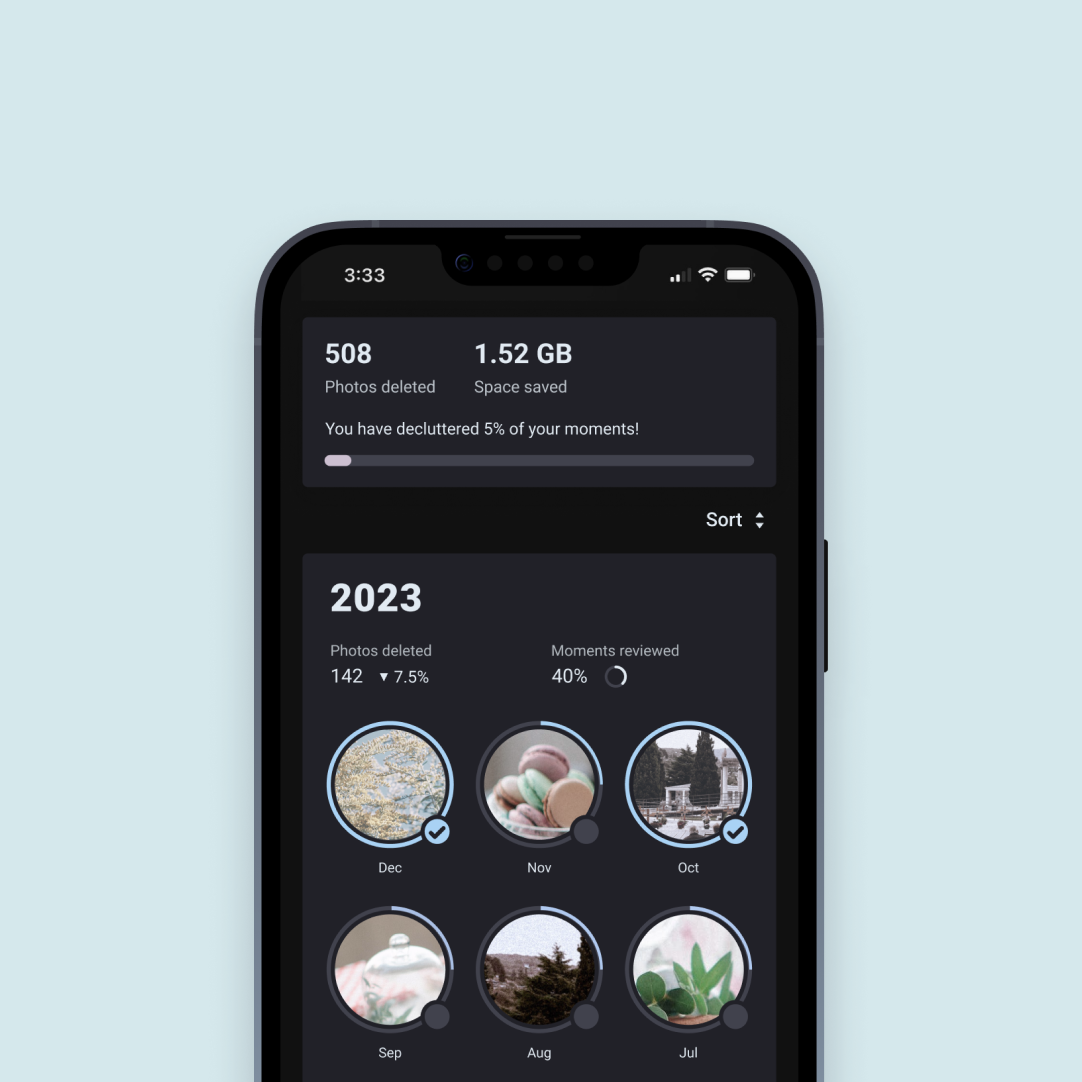 3:33
508 1.52 GB
Photos deleted Space saved
You have decluttered 5% of your moments!
Sort
2023
Photos deleted Moments reviewed
142 ▼ 7.5% 40%
Dec Nov Oct
Sep Aug Jul